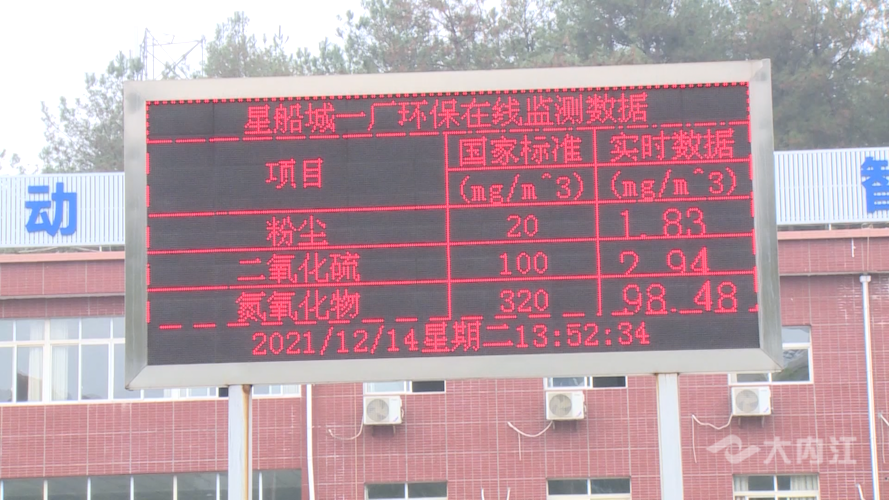 星船城一厂环保在线监测数据
项目 国家标准 实时数据
(mg/m^3) (mg/m^3)
粉尘 20 1.83
二氧化硫 100 2.94
氮氧化物 320 98.48
2021/12/14星期二13:52:34
动 智
大内江